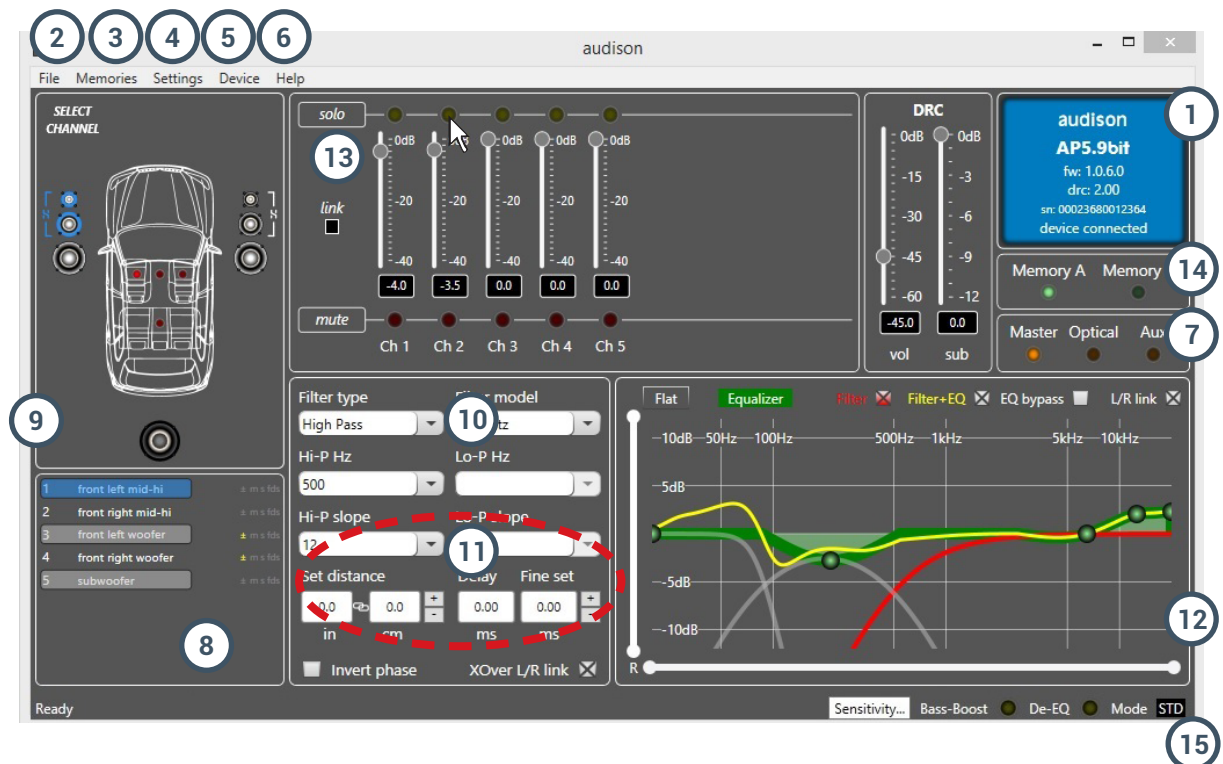 2 3 4 5 6
audison
File Memories Settings Device Help
SELECT
CHANNEL
9
1 front left mid-hi ± m s fds
2 front right mid-hi ± m s fds
3 front left woofer ± m s fds
4 front right woofer ± m s fds
5 subwoofer ± m s fds
8
solo
13
0dB 0dB 0dB 0dB
link
-20 -20 -20 -20 -20
-40 -40 -40 -40 -40
-4.0 -3.5 0.0 0.0 0.0
mute
Ch 1 Ch 2 Ch 3 Ch 4 Ch 5
DRC
0dB 0dB
-15 -3
-30 -6
-45 -9
-60 -12
-45.0 0.0
vol sub
1
audison
AP5.9bit
fw: 1.0.6.0
drc: 2.00
sn: 00023680012364
device connected
Memory A Memory 14
Master Optical 7
Filter type
High Pass 10
Hi-P Hz Lo-P Hz
500
Hi-P slope
12 11
Set distance Delay Fine set
0.0 0.0 + - 0.00 0.00 + -
in cm ms ms
Invert phase XOver L/R link
Flat Equalizer Filter Filter+EQ EQ bypass L/R link
10dB 50Hz 100Hz 500Hz 1kHz 5kHz 10kHz
5dB
-5dB
-10dB
12
R
Ready
Sensitivity... Bass-Boost De-EQ Mode STD
15